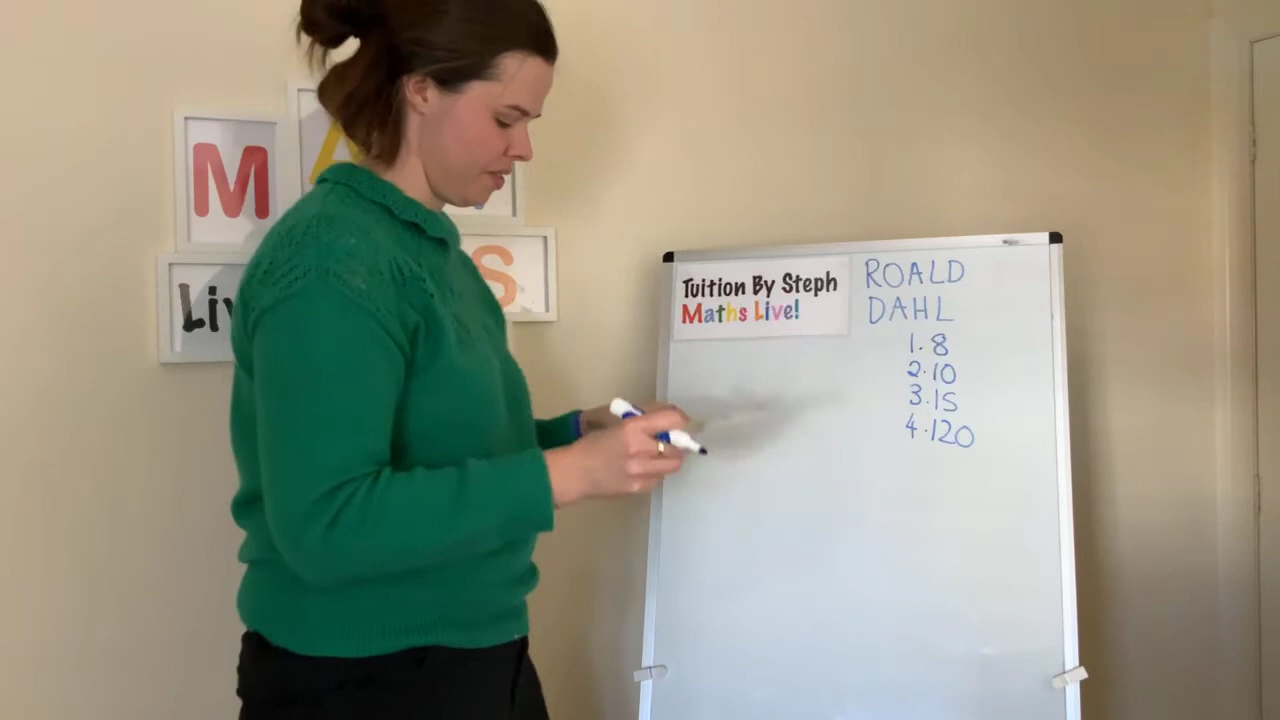 M
A
S
Liv
Tuition By Steph
Maths Live!
ROALD
DAHL
1. 8
2. 10
3. 15
4. 120